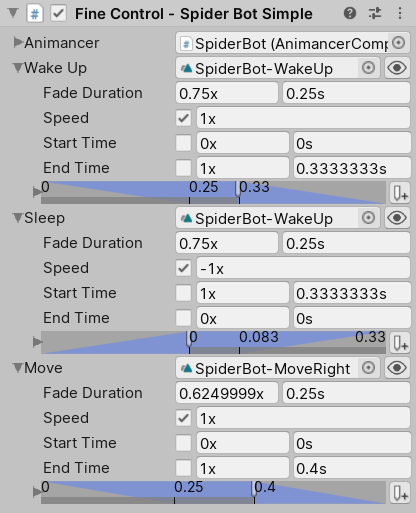 Fine Control - Spider Bot Simple
Animancer SpiderBot (AnimancerComp
Wake Up SpiderBot-WakeUp
Fade Duration 0.75x 0.25s
Speed 1x
Start Time 0x 0s
End Time 1x 0.3333333s
0 0.25 0.33
Sleep SpiderBot-WakeUp
Fade Duration 0.75x 0.25s
Speed -1x
Start Time 1x 0.3333333s
End Time 0x 0s
0 0.083 0.33
Move SpiderBot-MoveRight
Fade Duration 0.6249999x 0.25s
Speed 1x
Start Time 0x 0s
End Time 1x 0.4s
0 0.25 0.4